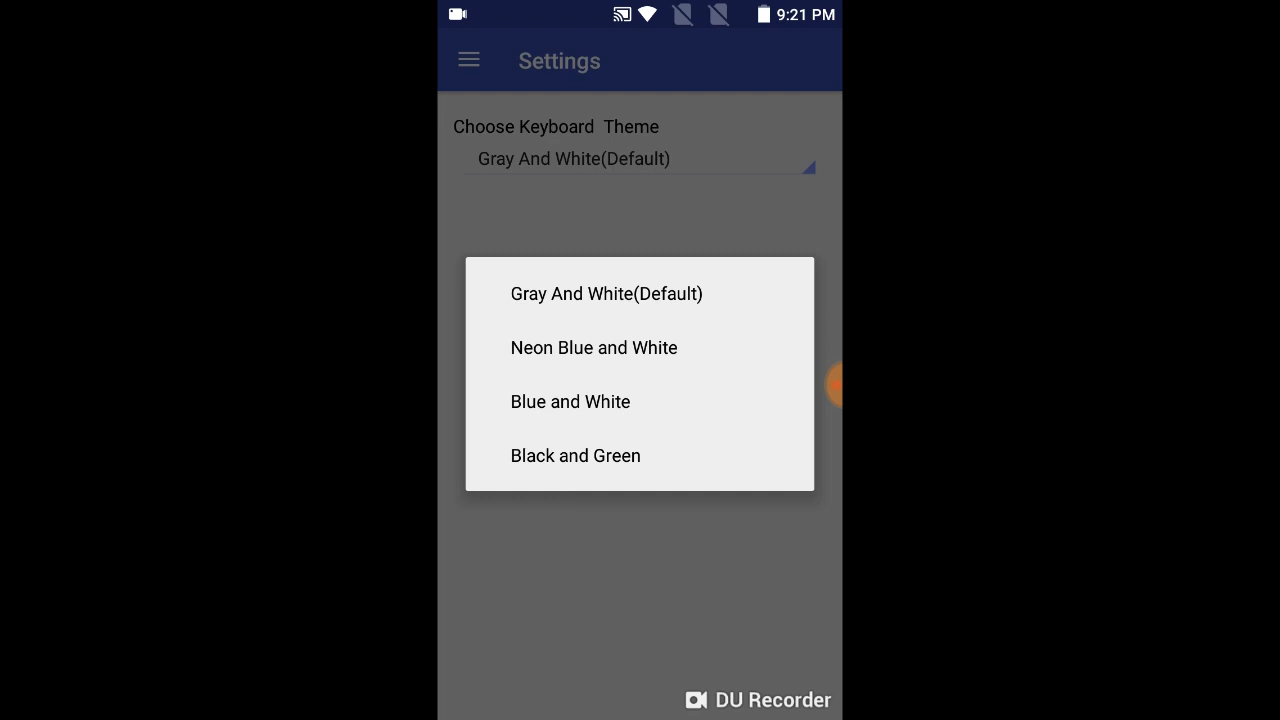 9:21 PM
Settings
Choose Keyboard  Theme
Gray And White(Default)
Gray And White(Default)
Neon Blue and White
Blue and White
Black and Green
DU Recorder